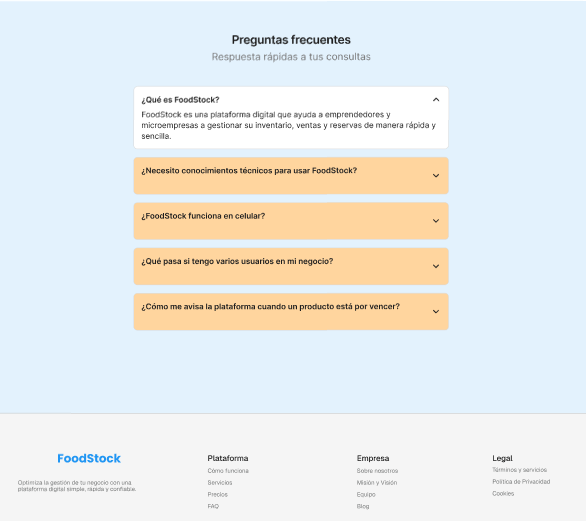 Preguntas frecuentes
Respuesta rápidas a tus consultas
¿Qué es FoodStock?
FoodStock es una plataforma digital que ayuda a emprendedores y
microempresas a gestionar su inventario, ventas y reservas de manera rápida y
sencilla.
¿Necesito conocimientos técnicos para usar FoodStock?
¿FoodStock funciona en celular?
¿Qué pasa si tengo varios usuarios en mi negocio?
¿Cómo me avisa la plataforma cuando un producto está por vencer?
FoodStock
Optimiza la gestión de tu negocio con una
plataforma digital simple, rápida y confiable.
Plataforma
Cómo funciona
Servicios
Precios
FAQ
Empresa
Sobre nosotros
Misión y Visión
Equipo
Blog
Legal
Términos y servicios
Política de Privacidad
Cookies